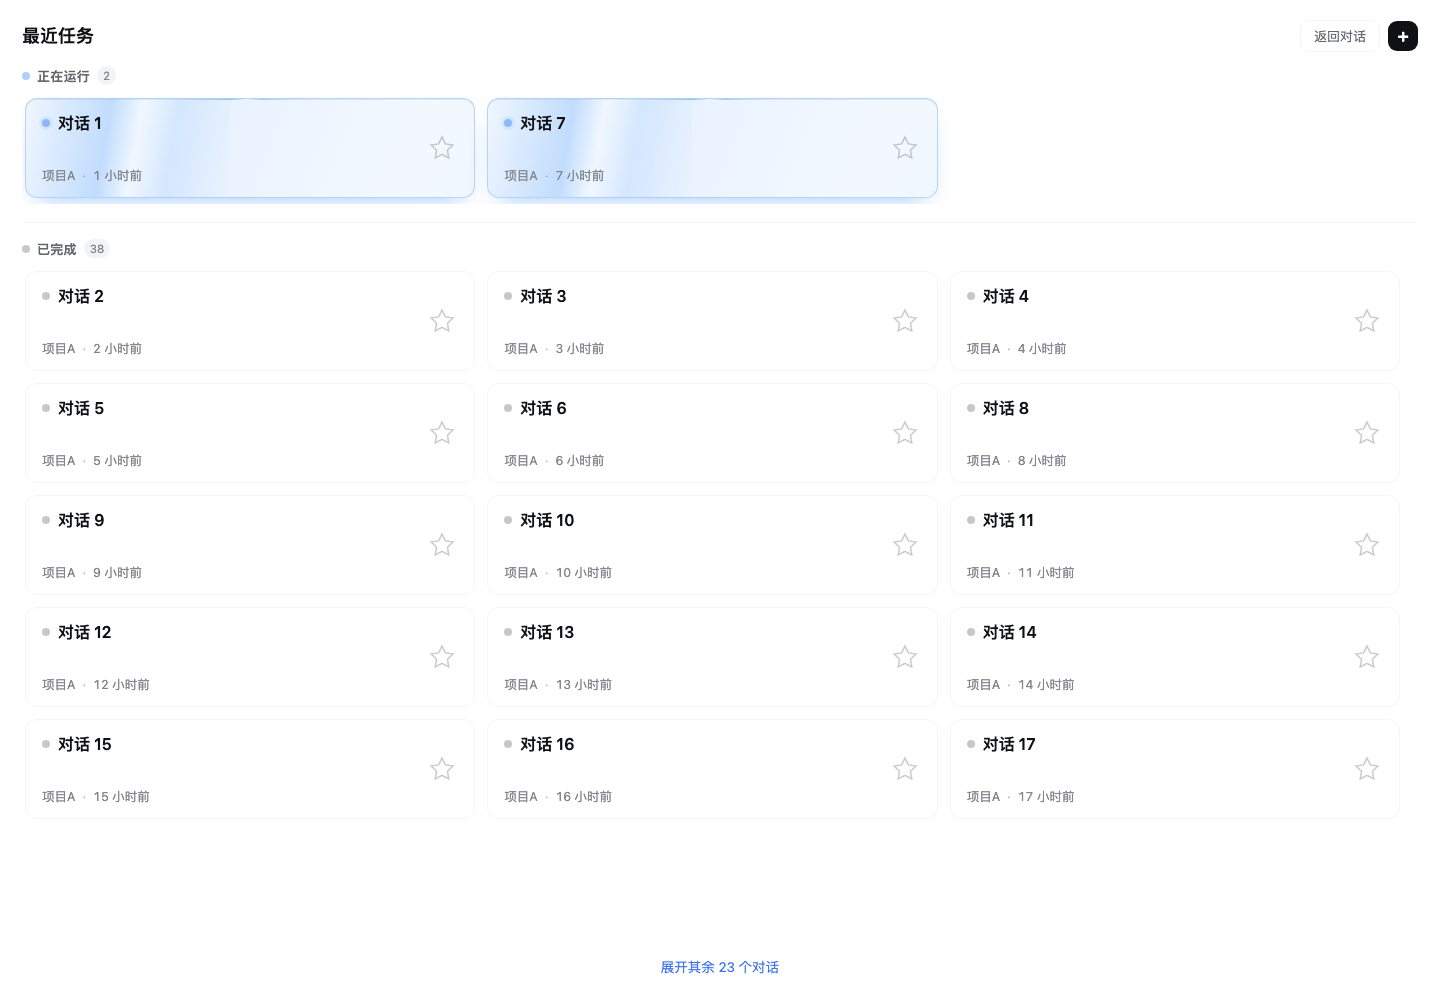 最近任务
返回对话
+
正在运行 2
对话 1
项目A · 1 小时前
对话 7
项目A · 7 小时前
已完成 38
对话 2
项目A · 2 小时前
对话 3
项目A · 3 小时前
对话 4
项目A · 4 小时前
对话 5
项目A · 5 小时前
对话 6
项目A · 6 小时前
对话 8
项目A · 8 小时前
对话 9
项目A · 9 小时前
对话 10
项目A · 10 小时前
对话 11
项目A · 11 小时前
对话 12
项目A · 12 小时前
对话 13
项目A · 13 小时前
对话 14
项目A · 14 小时前
对话 15
项目A · 15 小时前
对话 16
项目A · 16 小时前
对话 17
项目A · 17 小时前
展开其余 23 个对话